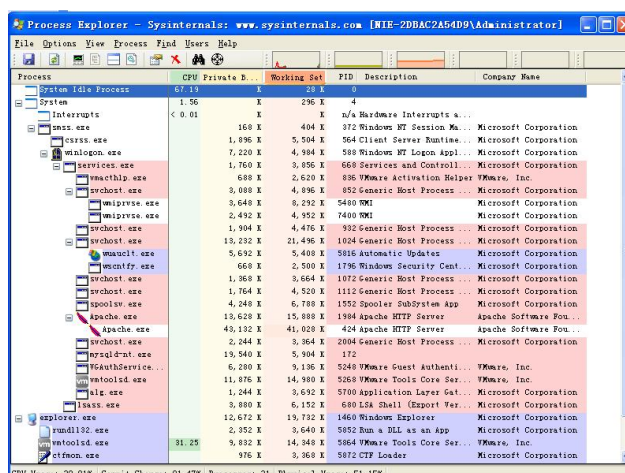 Process Explorer - Sysinternals: www.sysinternals.com [NIE-2DBAC2A54D9\Administrator]
File Options View Process Find Users Help
Process CPU Private B... Working Set PID Description Company Name
System Idle Process 67.19 K 28 K 0
System 1.56 K 296 K 4
Interrupts < 0.01 K K n/a Hardware Interrupts a...
smss.exe 168 K 404 K 372 Windows NT Session Ma... Microsoft Corporation
csrss.exe 1,896 K 5,504 K 564 Client Server Runtime... Microsoft Corporation
winlogon.exe 7,220 K 4,984 K 588 Windows NT Logon Appl... Microsoft Corporation
services.exe 1,760 K 3,856 K 668 Services and Controll... Microsoft Corporation
vmacthlp.exe 688 K 2,620 K 836 VMware Activation Helper VMware, Inc.
svchost.exe 3,088 K 4,896 K 852 Generic Host Process ... Microsoft Corporation
wmiprvse.exe 3,648 K 8,292 K 5480 WMI Microsoft Corporation
wmiprvse.exe 2,492 K 4,952 K 7400 WMI Microsoft Corporation
svchost.exe 1,904 K 4,476 K 932 Generic Host Process ... Microsoft Corporation
svchost.exe 13,232 K 21,496 K 1024 Generic Host Process ... Microsoft Corporation
wuauclt.exe 5,692 K 5,408 K 5816 Automatic Updates Microsoft Corporation
wscntfy.exe 668 K 2,500 K 1796 Windows Security Cent... Microsoft Corporation
svchost.exe 1,368 K 3,664 K 1072 Generic Host Process ... Microsoft Corporation
svchost.exe 1,764 K 4,520 K 1112 Generic Host Process ... Microsoft Corporation
spoolsv.exe 4,248 K 6,788 K 1552 Spooler SubSystem App Microsoft Corporation
Apache.exe 13,628 K 15,888 K 1984 Apache HTTP Server Apache Software Fou...
Apache.exe 43,132 K 41,028 K 424 Apache HTTP Server Apache Software Fou...
svchost.exe 2,244 K 3,364 K 2004 Generic Host Process ... Microsoft Corporation
mysqld-nt.exe 19,540 K 5,904 K 172
VGAuthService... 6,280 K 9,136 K 5248 VMware Guest Authenti... VMware, Inc.
vmtoolsd.exe 11,876 K 14,980 K 5268 VMware Tools Core Ser... VMware, Inc.
alg.exe 1,244 K 3,692 K 5700 Application Layer Gat... Microsoft Corporation
lsass.exe 3,880 K 6,152 K 680 LSA Shell (Export Ver... Microsoft Corporation
explorer.exe 12,672 K 19,732 K 1460 Windows Explorer Microsoft Corporation
rundll32.exe 2,352 K 3,640 K 5852 Run a DLL as an App Microsoft Corporation
vmtoolsd.exe 31.25 9,832 K 14,348 K 5864 VMware Tools Core Ser... VMware, Inc.
ctfmon.exe 976 K 3,368 K 5872 CTF Loader Microsoft Corporation